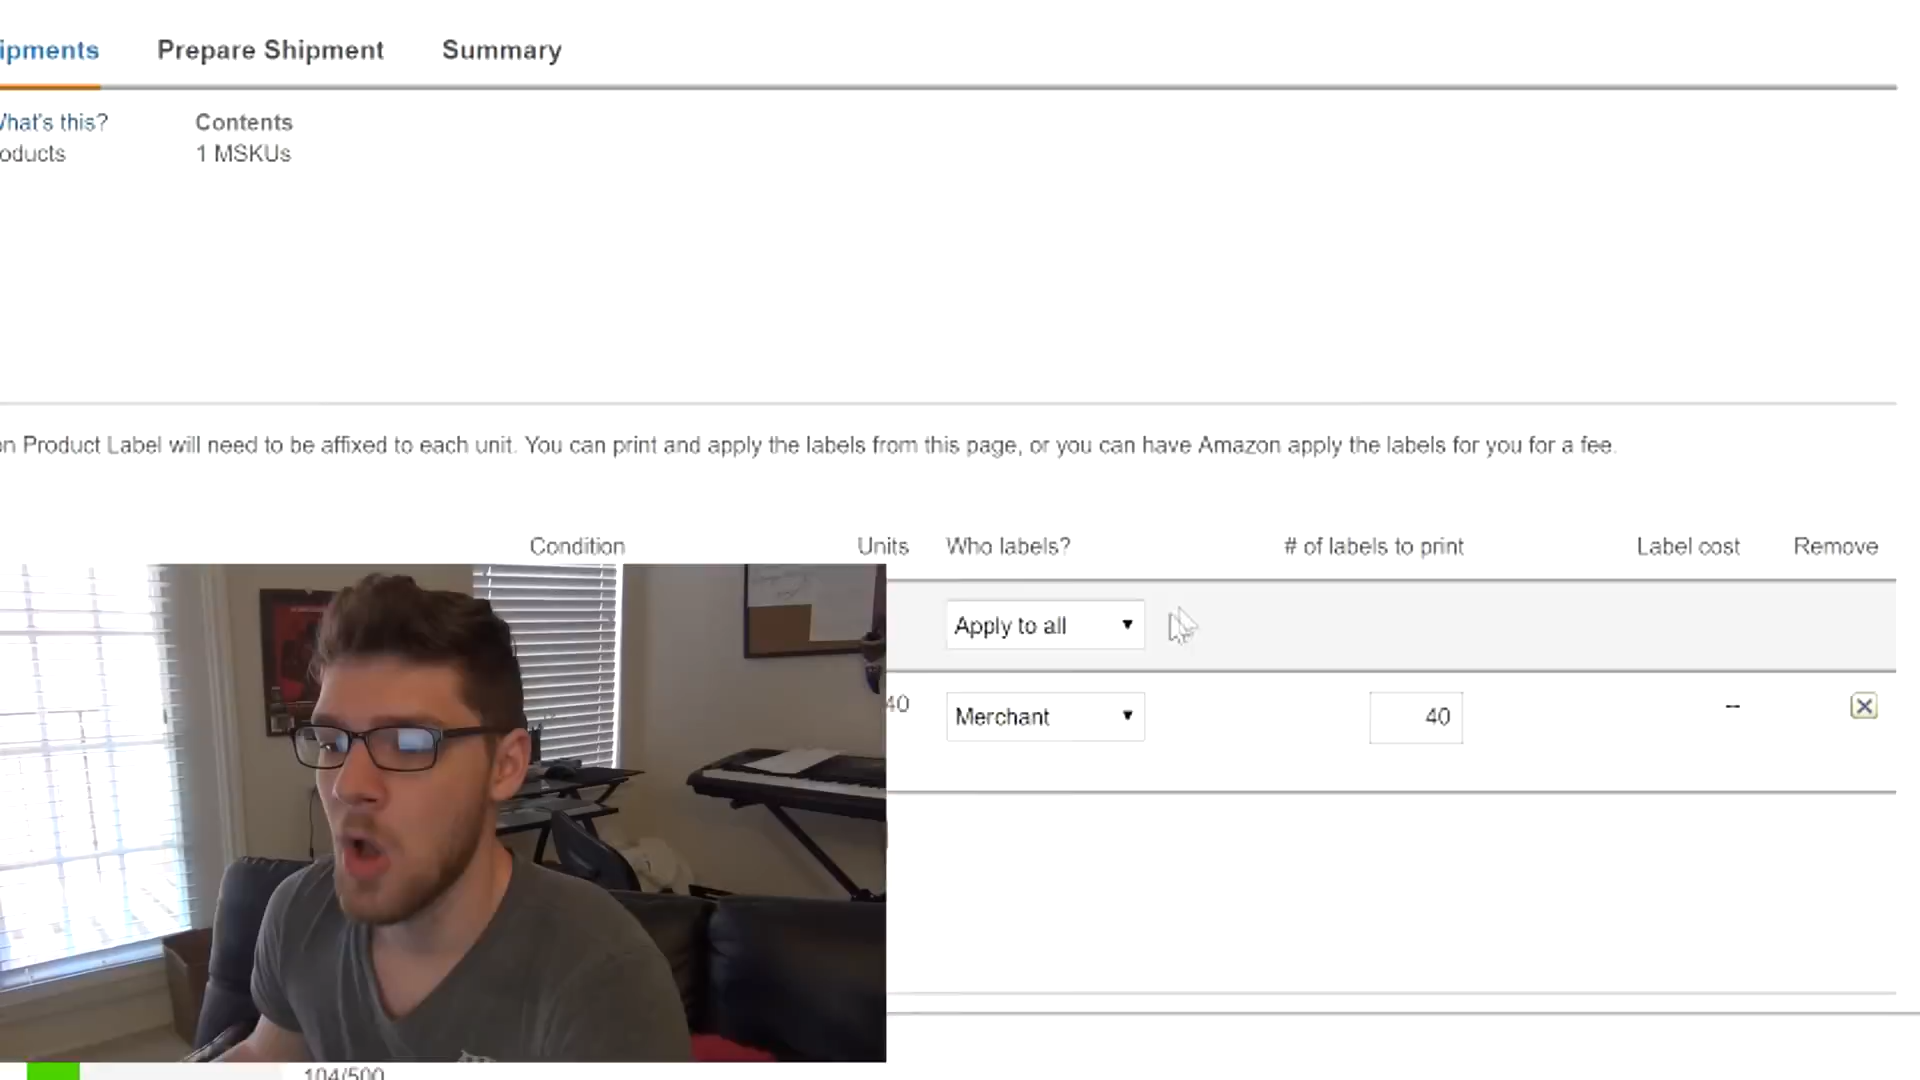 ipments Prepare Shipment Summary
What's this? Contents
oducts 1 MSKUs
on Product Label will need to be affixed to each unit. You can print and apply the labels from this page, or you can have Amazon apply the labels for you for a fee.
Condition Units Who labels? # of labels to print Label cost Remove
Apply to all
40 Merchant 40 --
104/500